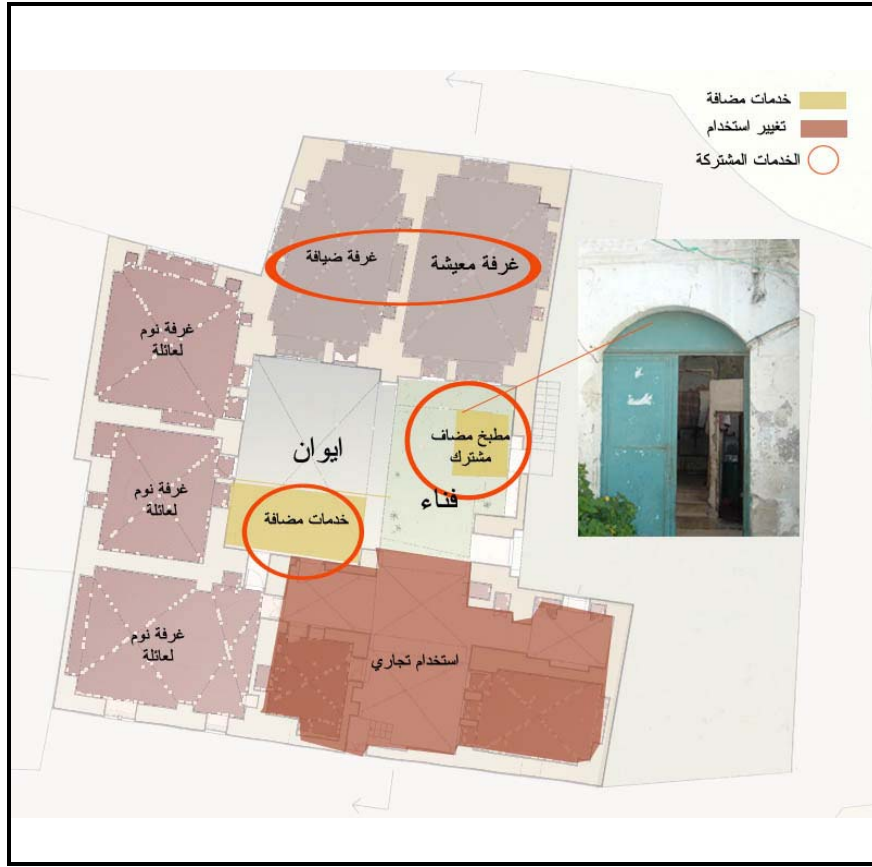 خدمات مضافة
تغيير استخدام
الخدمات المشتركة
غرفة معيشة
غرفة ضيافة
غرفة نوم
لعائلة
مطبخ مضاف
مشترك
ايوان
فناء
غرفة نوم
لعائلة
خدمات مضافة
غرفة نوم
لعائلة
استخدام تجاري